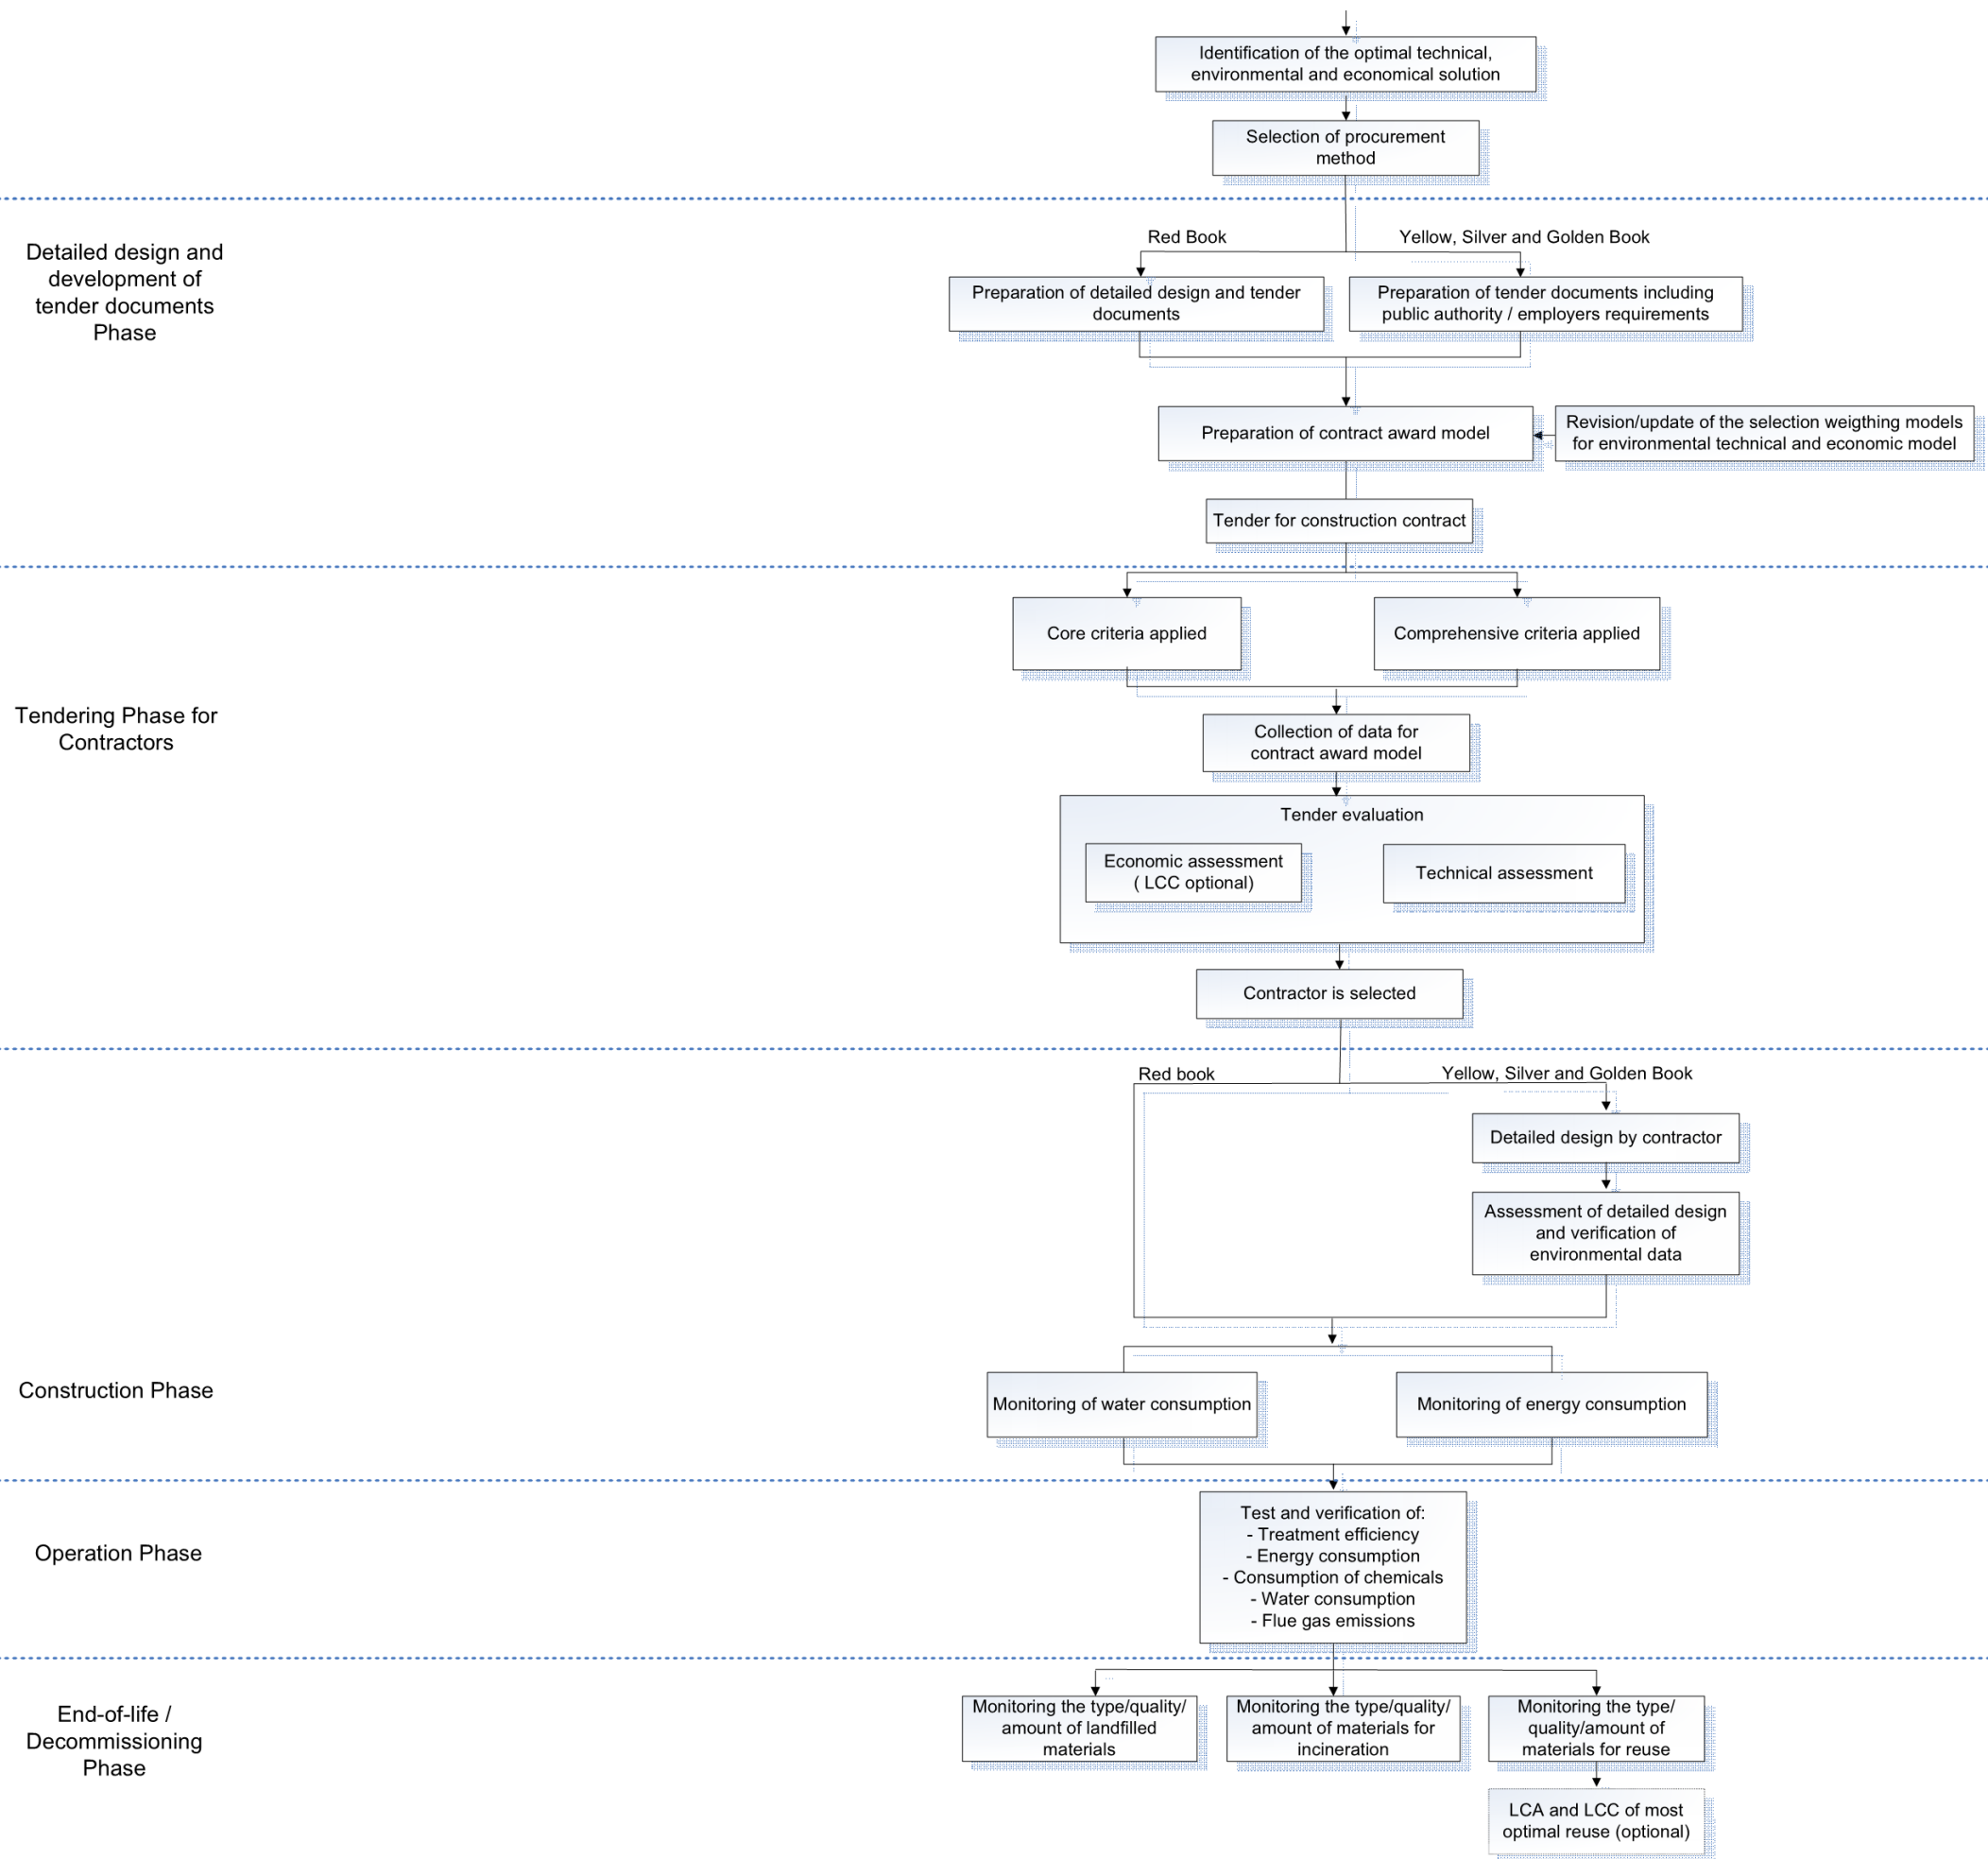 Identification of the optimal technical,
environmental and economical solution
Selection of procurement
method
Detailed design and
development of
tender documents
Phase
Red Book
Yellow, Silver and Golden Book
Preparation of detailed design and tender
documents
Preparation of tender documents including
public authority / employers requirements
Preparation of contract award model
Revision/update of the selection weigthing models
for environmental technical and economic model
Tender for construction contract
Tendering Phase for
Contractors
Core criteria applied
Comprehensive criteria applied
Collection of data for
contract award model
Tender evaluation
Economic assessment
( LCC optional)
Technical assessment
Contractor is selected
Red book
Yellow, Silver and Golden Book
Detailed design by contractor
Assessment of detailed design
and verification of
environmental data
Construction Phase
Monitoring of water consumption
Monitoring of energy consumption
Operation Phase
Test and verification of:
- Treatment efficiency
- Energy consumption
- Consumption of chemicals
- Water consumption
- Flue gas emissions
End-of-life /
Decommissioning
Phase
Monitoring the type/quality/
amount of landfilled
materials
Monitoring the type/quality/
amount of materials for
incineration
Monitoring the type/
quality/amount of
materials for reuse
LCA and LCC of most
optimal reuse (optional)